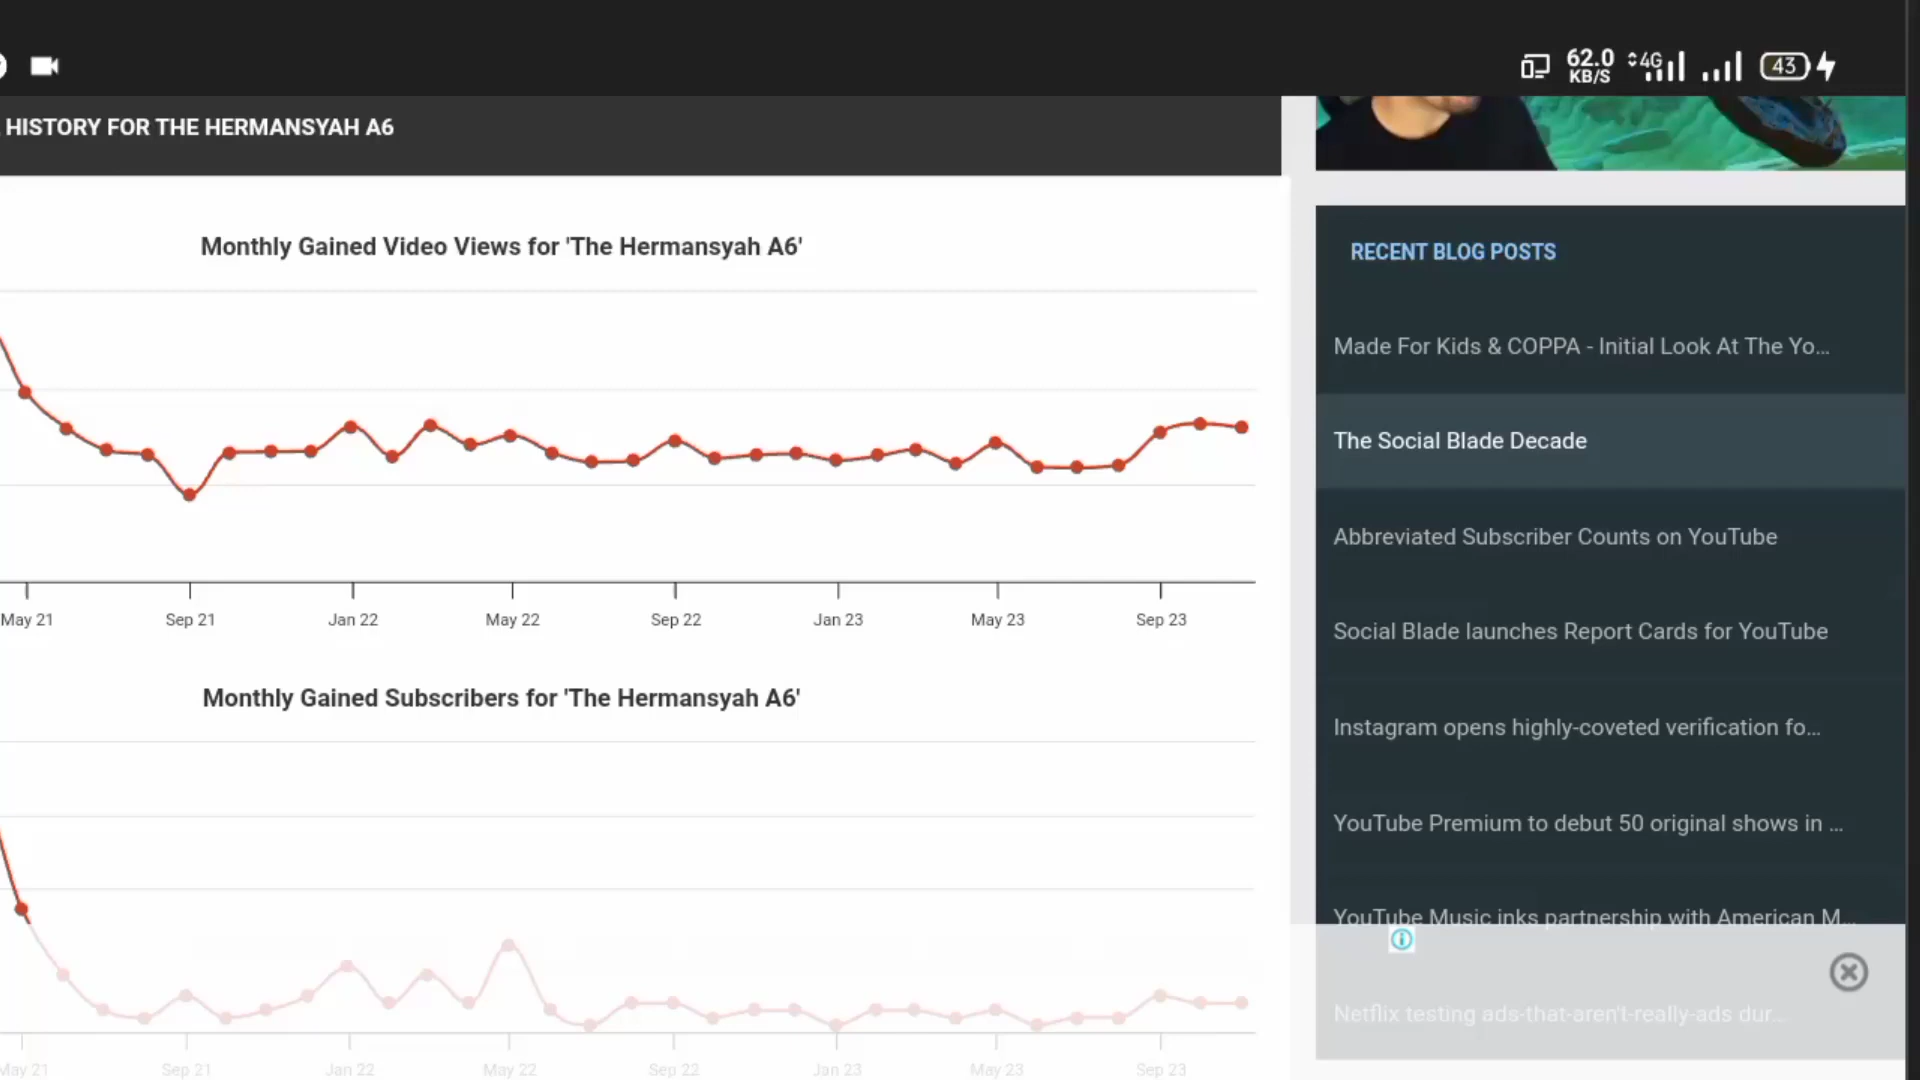 62.0
KB/S
4G
43
HISTORY FOR THE HERMANSYAH A6
Monthly Gained Video Views for 'The Hermansyah A6'
May 21 Sep 21 Jan 22 May 22 Sep 22 Jan 23 May 23 Sep 23
Monthly Gained Subscribers for 'The Hermansyah A6'
May 21 Sep 21 Jan 22 May 22 Sep 22 Jan 23 May 23 Sep 23
RECENT BLOG POSTS
Made For Kids & COPPA - Initial Look At The Yo...
The Social Blade Decade
Abbreviated Subscriber Counts on YouTube
Social Blade launches Report Cards for YouTube
Instagram opens highly-coveted verification fo...
YouTube Premium to debut 50 original shows in ...
YouTube Music inks partnership with American M...
Netflix testing ads-that-aren't-really-ads dur...